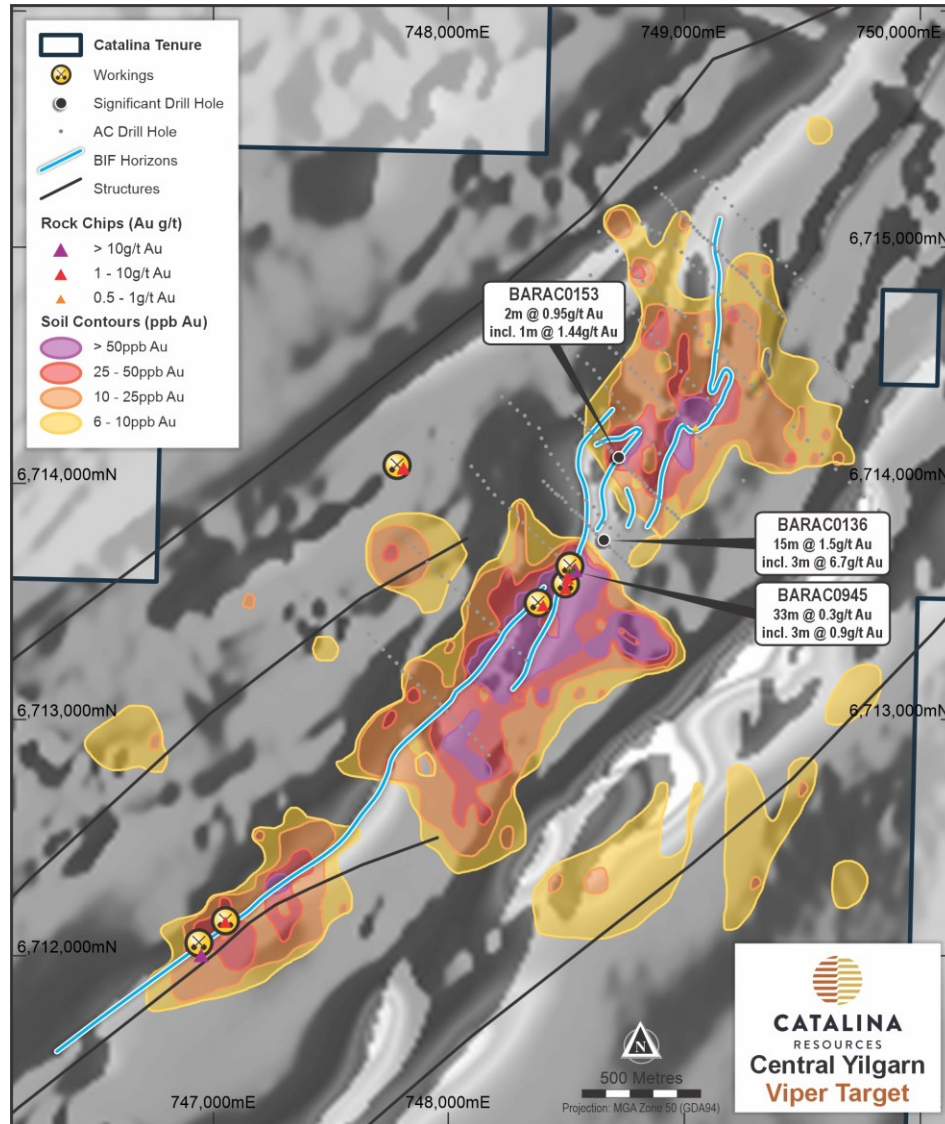 748,000mE
749,000mE
750,000mE
Catalina Tenure
Workings
Significant Drill Hole
AC Drill Hole
BIF Horizons
Structures
Rock Chips (Au g/t)
> 10g/t Au
1 - 10g/t Au
0.5 - 1g/t Au
Soil Contours (ppb Au)
> 50ppb Au
25 - 50ppb Au
10 - 25ppb Au
6 - 10ppb Au
6,715,000mN
BARAC0153
2m @ 0.95g/t Au
incl. 1m @ 1.44g/t Au
6,714,000mN
6,714,000mN
BARAC0136
15m @ 1.5g/t Au
incl. 3m @ 6.7g/t Au
BARAC0945
33m @ 0.3g/t Au
incl. 3m @ 0.9g/t Au
6,713,000mN
6,713,000mN
6,712,000mN
CATALINA
RESOURCES
Central Yilgarn
Viper Target
N
500 Metres
Projection: MGA Zone 50 (GDA94)
747,000mE
748,000mE